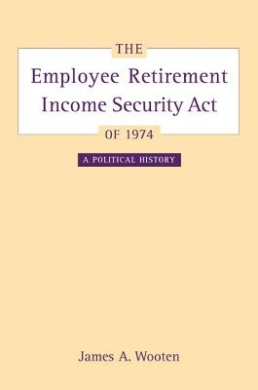 THE
Employee Retirement
Income Security Act
OF 1974
A POLITICAL HISTORY
James A. Wooten